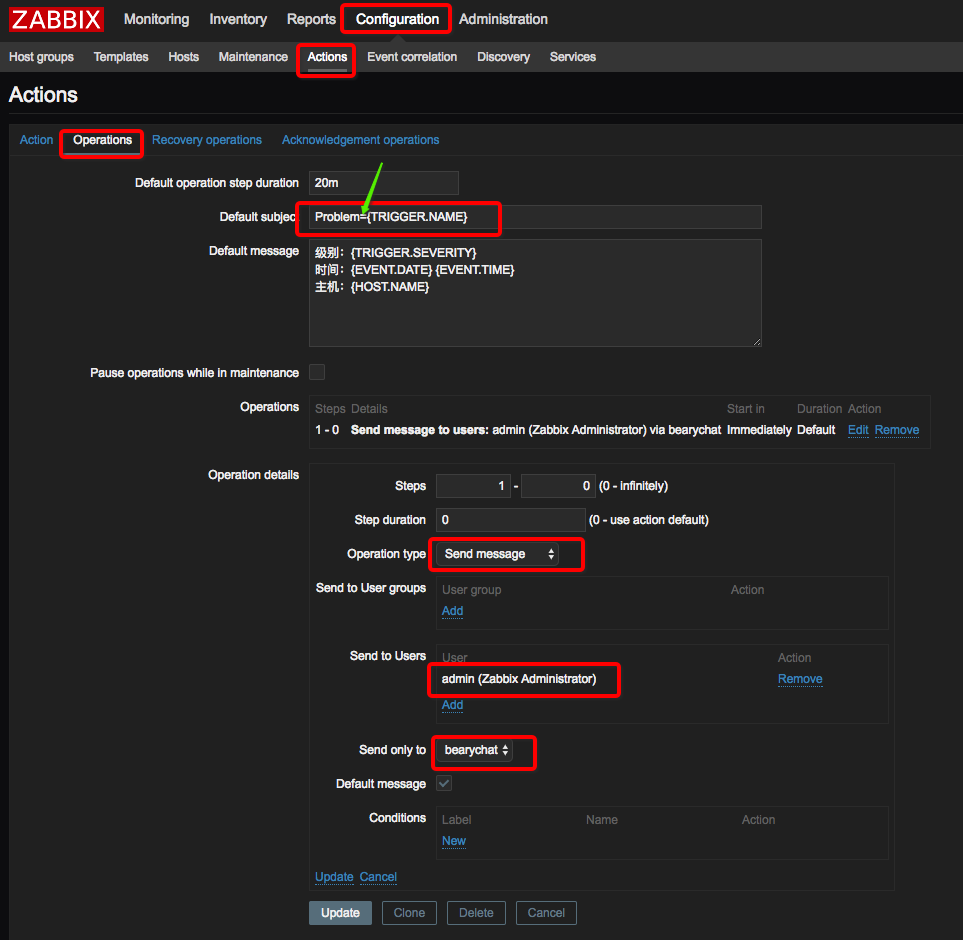 ZABBIX Monitoring Inventory Reports Configuration Administration
Host groups Templates Hosts Maintenance Actions Event correlation Discovery Services
Actions
Action Operations Recovery operations Acknowledgement operations
Default operation step duration 20m
Default subject Problem={TRIGGER.NAME}
Default message 级别：{TRIGGER.SEVERITY}
时间：{EVENT.DATE} {EVENT.TIME}
主机：{HOST.NAME}
Pause operations while in maintenance
Operations Steps Details Start in Duration Action
1 - 0 Send message to users: admin (Zabbix Administrator) via bearychat Immediately Default Edit Remove
Operation details
Steps 1 - 0 (0 - infinitely)
Step duration 0 (0 - use action default)
Operation type Send message
Send to User groups User group Action
Add
Send to Users User Action
admin (Zabbix Administrator) Remove
Add
Send only to bearychat
Default message
Conditions Label Name Action
New
Update Cancel
Update Clone Delete Cancel